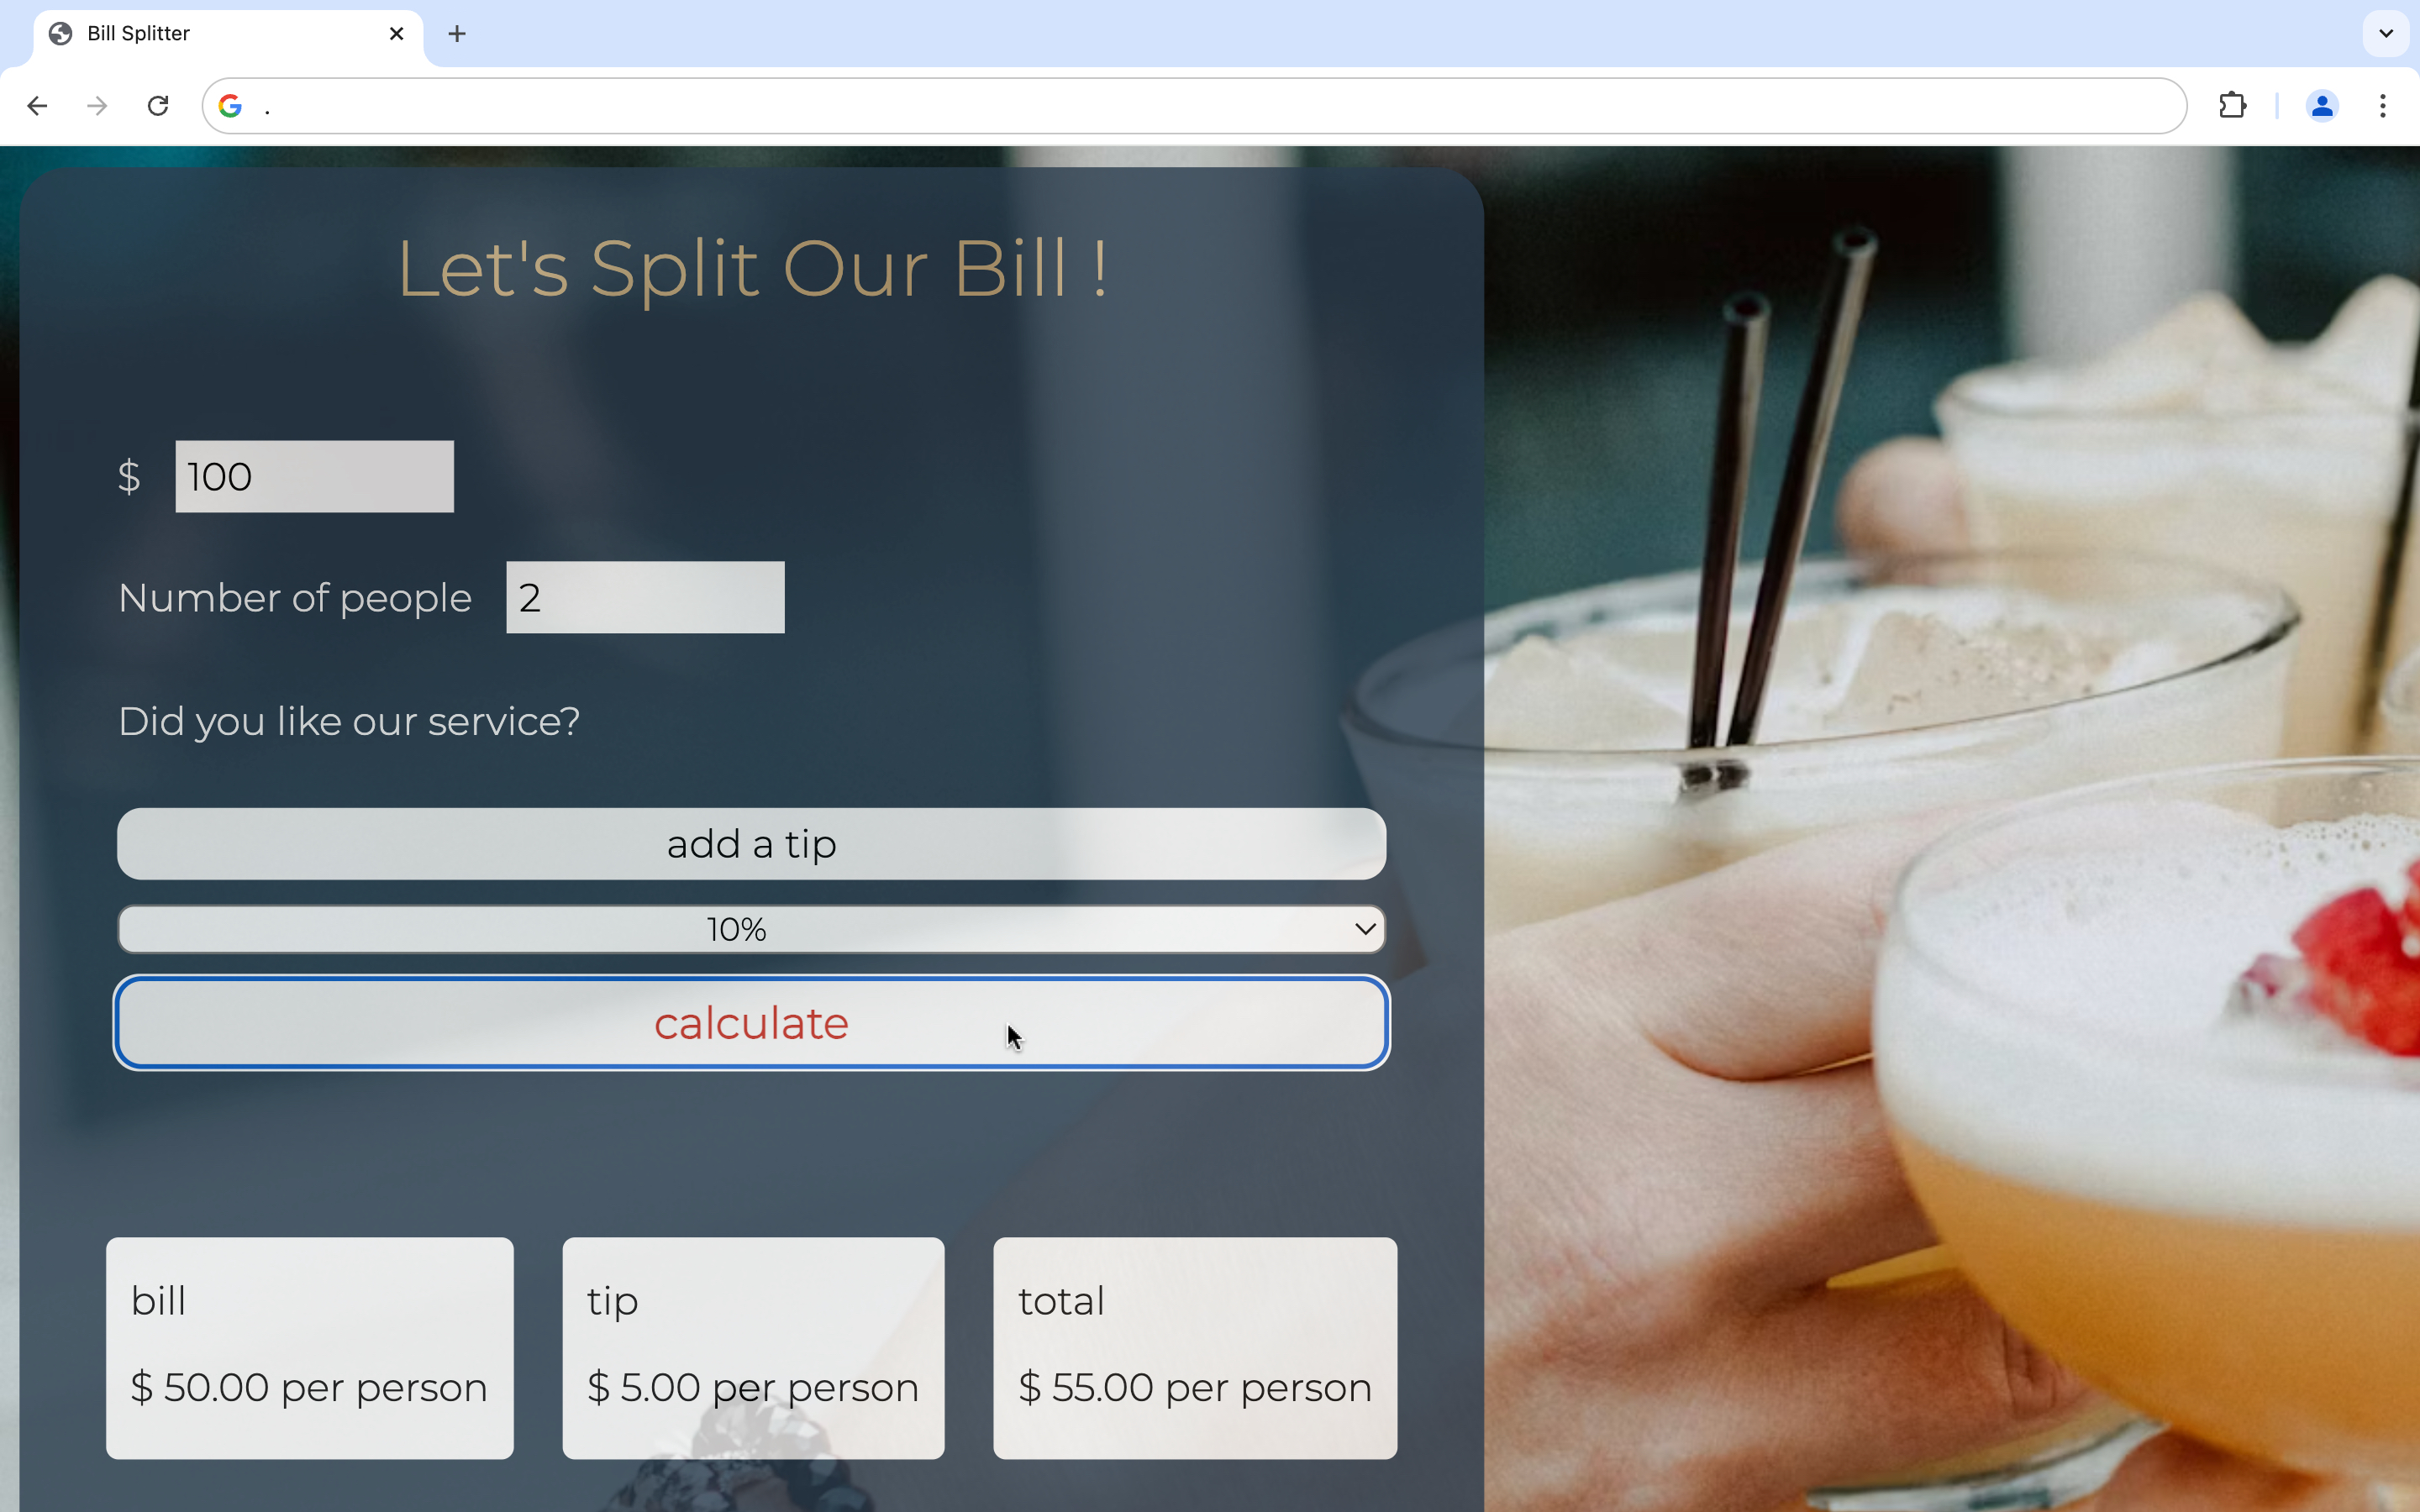 Bill Splitter
.
Let's Split Our Bill !
$ 100
Number of people 2
Did you like our service?
add a tip
10%
calculate
bill
$ 50.00 per person
tip
$ 5.00 per person
total
$ 55.00 per person